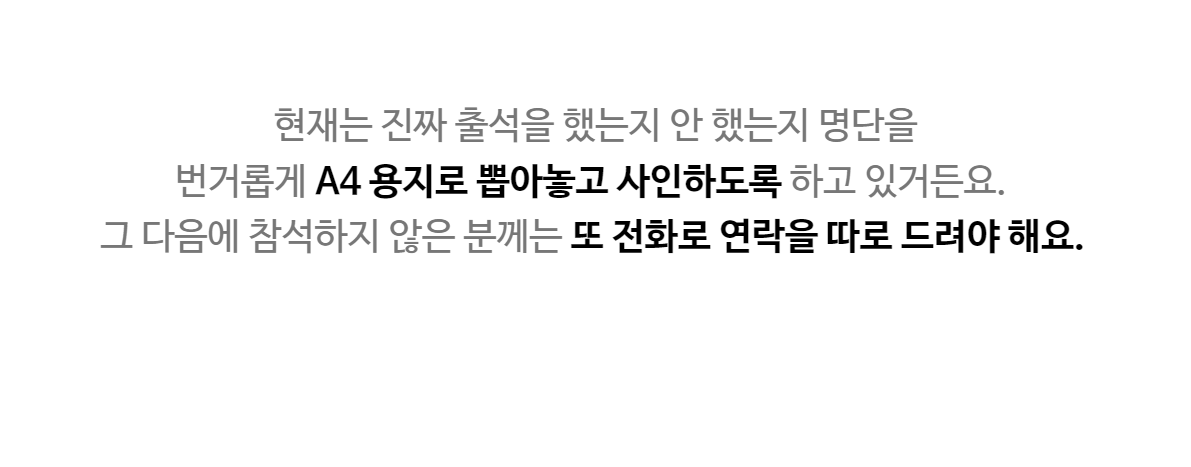 현재는 진짜 출석을 했는지 안 했는지 명단을
번거롭게 A4 용지로 뽑아놓고 사인하도록 하고 있거든요.
그 다음에 참석하지 않은 분께는 또 전화로 연락을 따로 드려야 해요.